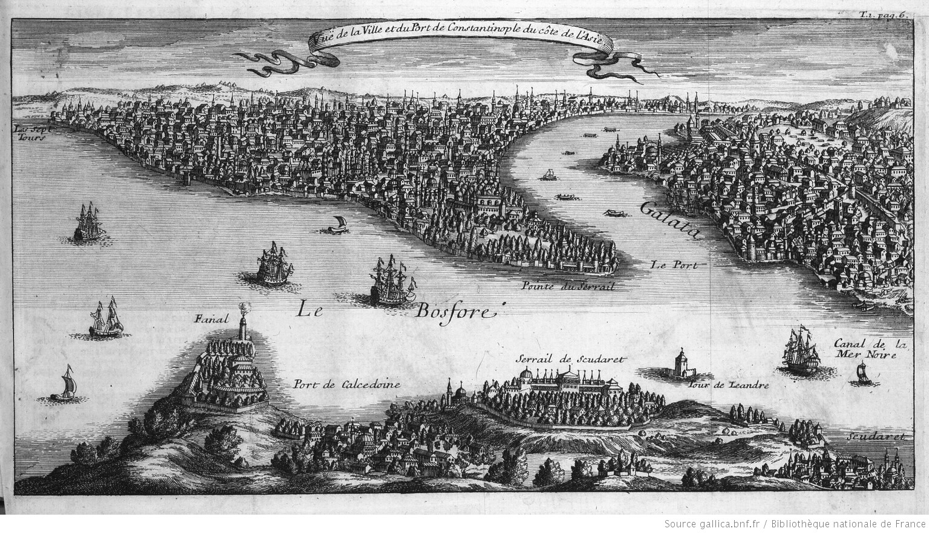 T.1. pag. 6.
Vuë de la Ville et du Port de Constantinople du côte de l'Asie
Les Sept
Tours
Galata
Le Port
Pointe du Serrail
Le Bosfore
Fanal
Canal de la
Mer Noire
Serrail de Scudaret
Port de Calcedoine
Tour de Leandre
Scudaret
Source gallica.bnf.fr / Bibliothèque nationale de France